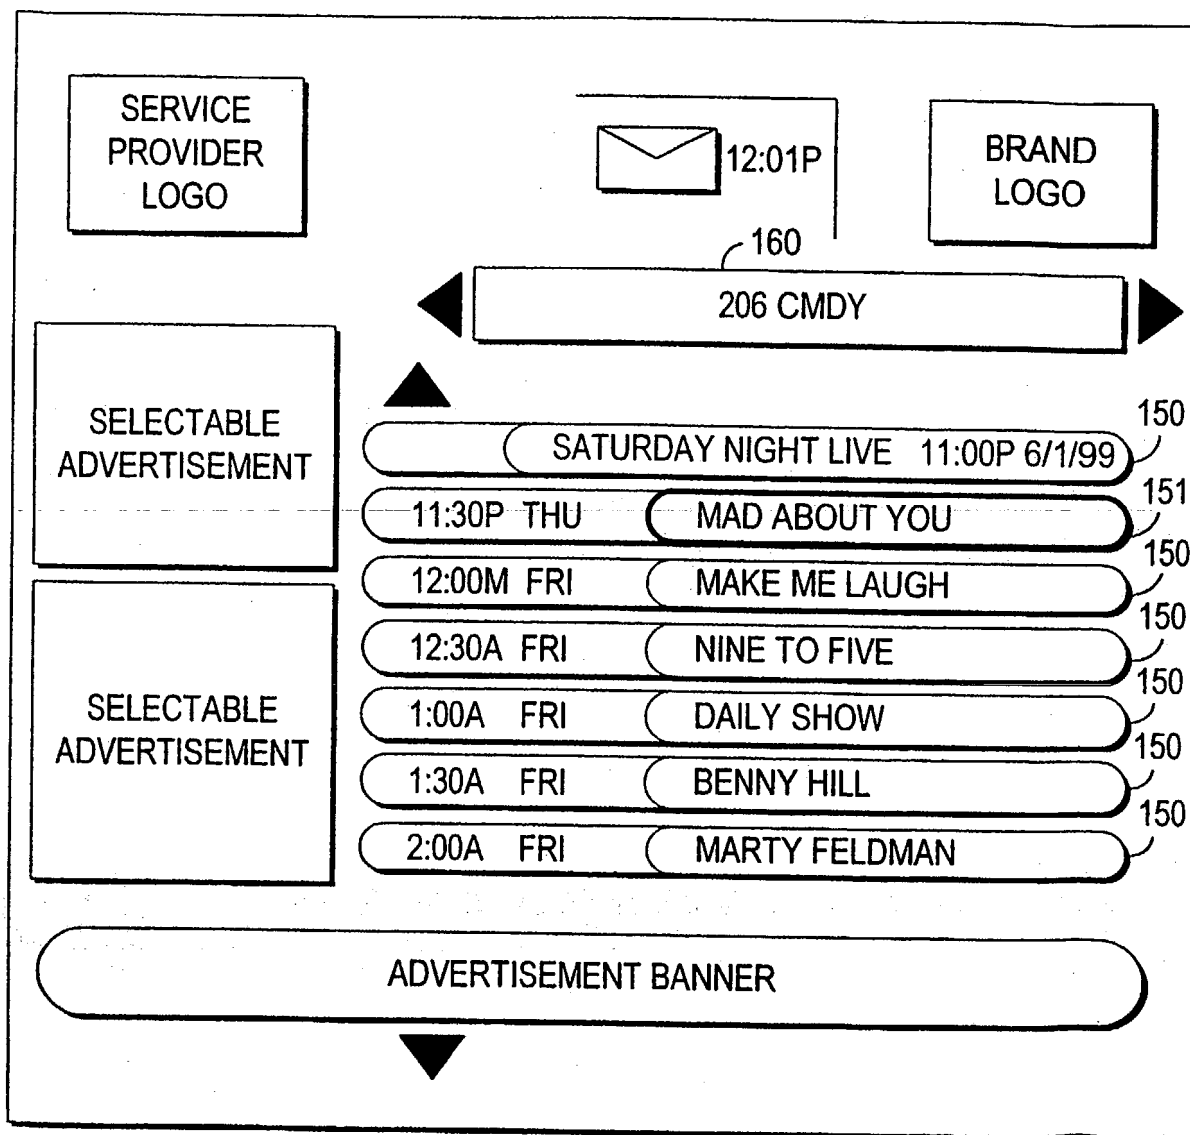 SERVICE
PROVIDER
LOGO
12:01P
BRAND
LOGO
160
206 CMDY
SELECTABLE
ADVERTISEMENT
SATURDAY NIGHT LIVE 11:00P 6/1/99 150
11:30P THU MAD ABOUT YOU 151
12:00M FRI MAKE ME LAUGH 150
12:30A FRI NINE TO FIVE 150
SELECTABLE
ADVERTISEMENT
1:00A FRI DAILY SHOW 150
1:30A FRI BENNY HILL 150
2:00A FRI MARTY FELDMAN 150
ADVERTISEMENT BANNER